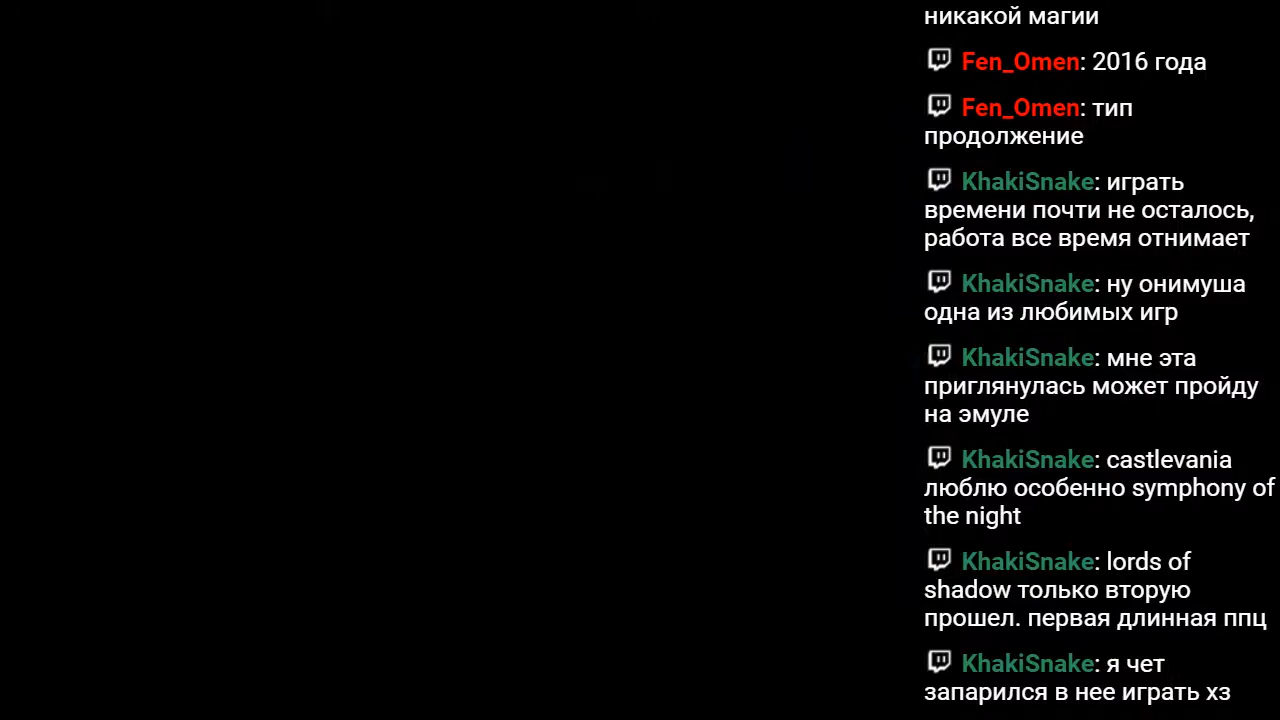 никакой магии
Fen_Omen: 2016 года
Fen_Omen: тип
продолжение
KhakiSnake: играть
времени почти не осталось,
работа все время отнимает
KhakiSnake: ну онимуша
одна из любимых игр
KhakiSnake: мне эта
приглянулась может пройду
на эмуле
KhakiSnake: castlevania
люблю особенно symphony of
the night
KhakiSnake: lords of
shadow только вторую
прошел. первая длинная ппц
KhakiSnake: я чет
запарился в нее играть хз